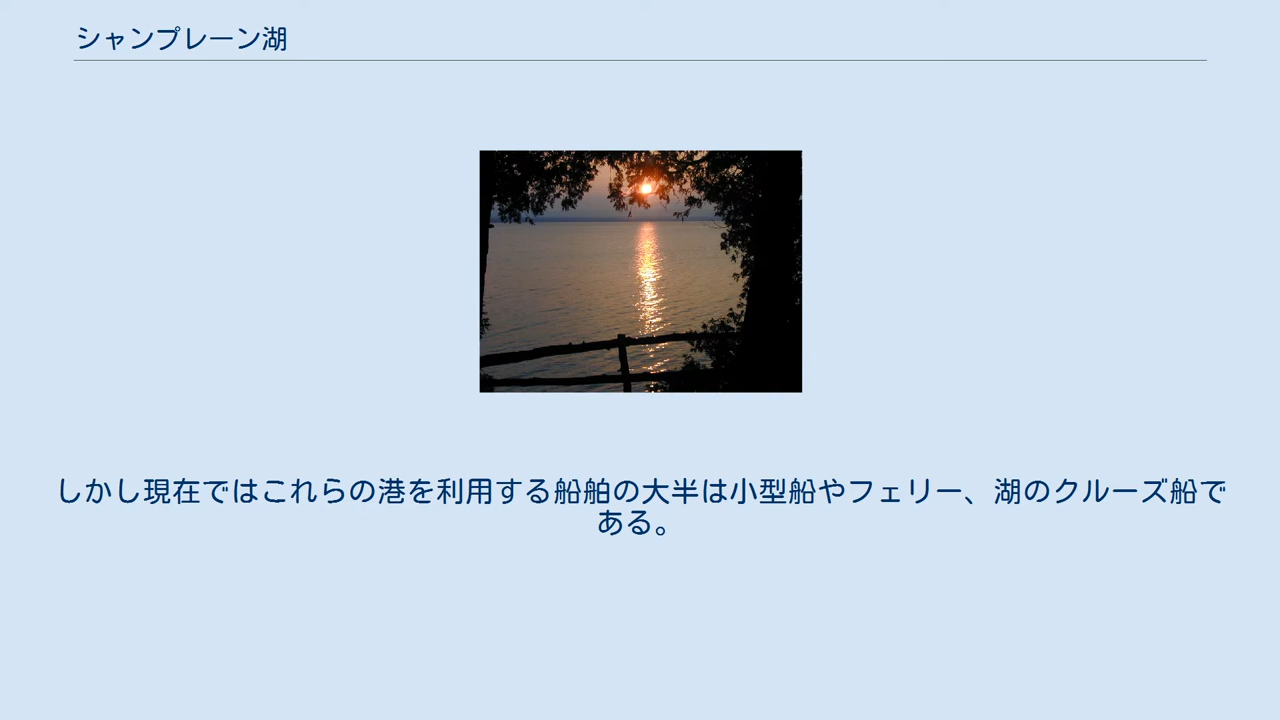 シャンプレーン湖
しかし現在ではこれらの港を利用する船舶の大半は小型船やフェリー、湖のクルーズ船で
ある。